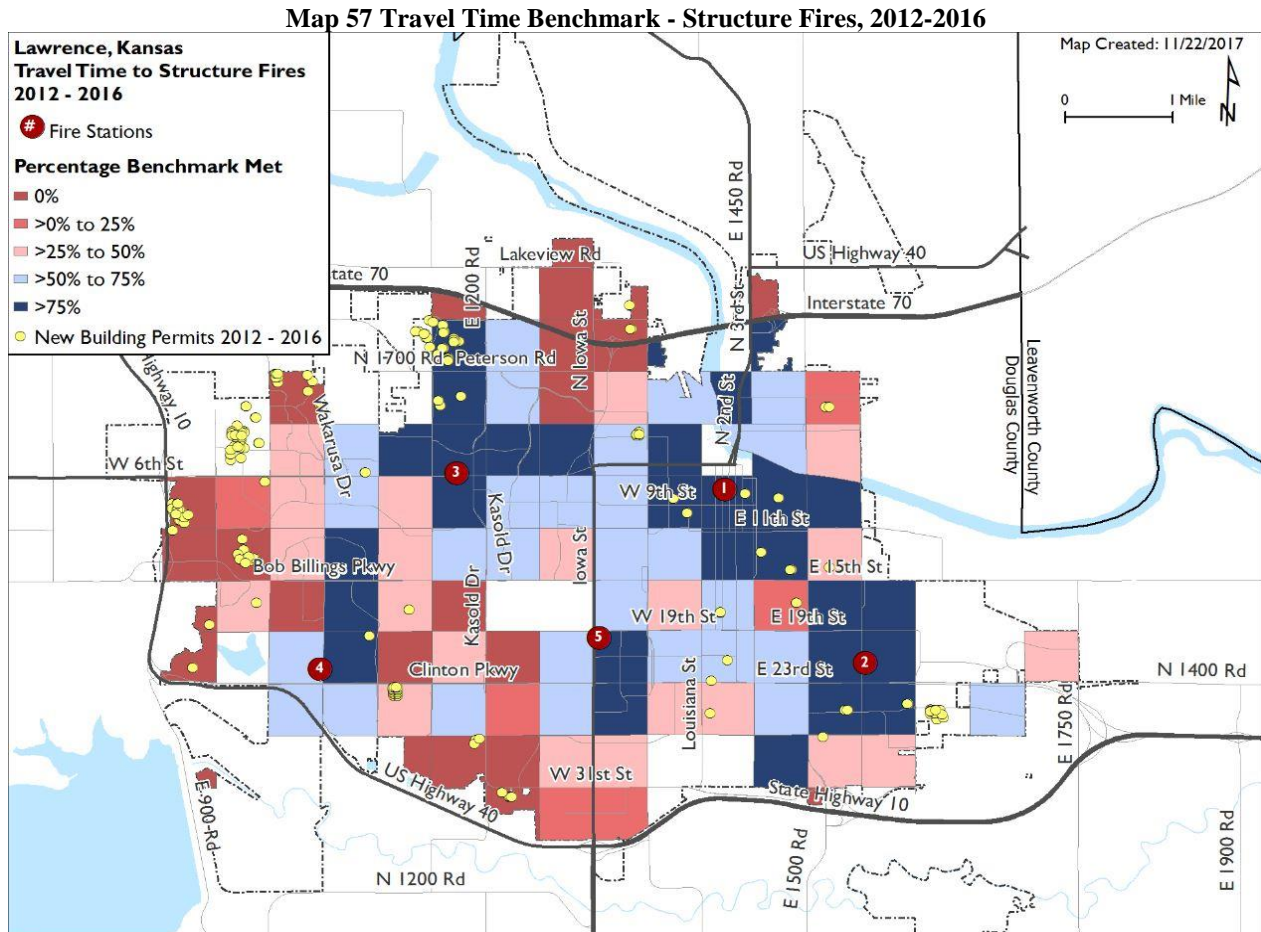 Map 57 Travel Time Benchmark - Structure Fires, 2012-2016
Lawrence, Kansas
Travel Time to Structure Fires
2012 - 2016
# Fire Stations
Percentage Benchmark Met
0%
>0% to 25%
>25% to 50%
>50% to 75%
>75%
New Building Permits 2012 - 2016
Map Created: 11/22/2017
0 1 Mile
N
E 1450 Rd
Lakeview Rd
US Highway 40
tate 70
E 1200 Rd
Interstate 70
N 3rd St
N Iowa St
N 1700 Rd
Peterson Rd
Leavenworth County
Douglas County
Highway 10
Wakarusa Dr
N 2nd St
W 6th St
3
1
W 9th St
Kasold Dr
E 11th St
Iowa St
Bob Billings Pkwy
E 15th St
Kasold Dr
W 19th St
E 19th St
5
4
Clinton Pkwy
Louisiana St
E 23rd St
2
N 1400 Rd
E 1750 Rd
W 31st St
US Highway 40
State Highway 10
E 900 Rd
N 1200 Rd
E 1500 Rd
E 1900 Rd